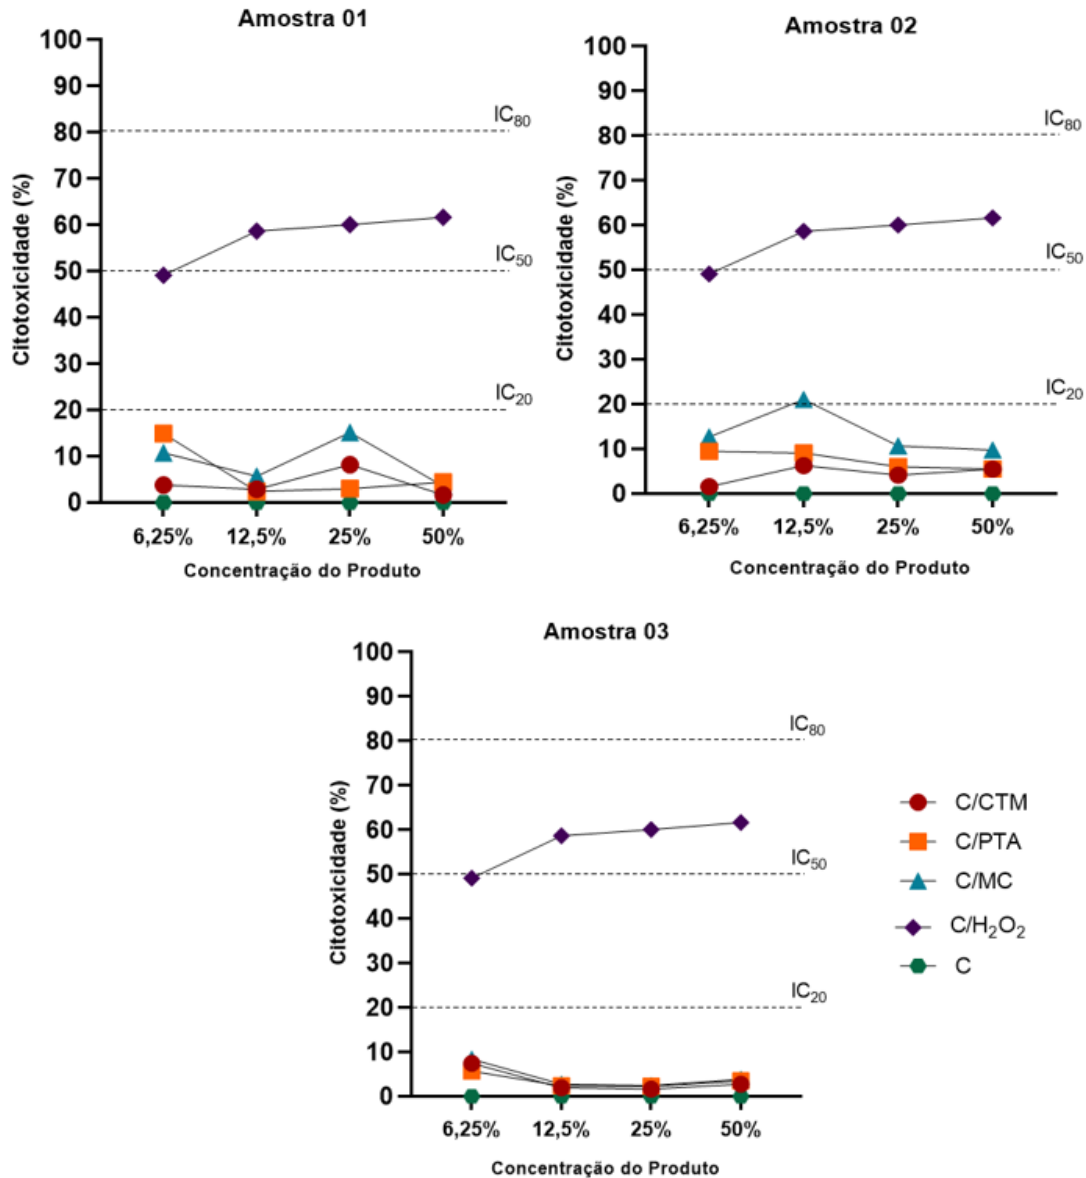 Amostra 01
Citotoxicidade (%)
100
90
80
70
60
50
40
30
20
10
0
IC80
IC50
IC20
6,25% 12,5% 25% 50%
Concentração do Produto
Amostra 02
Citotoxicidade (%)
100
90
80
70
60
50
40
30
20
10
0
IC80
IC50
IC20
6,25% 12,5% 25% 50%
Concentração do Produto
Amostra 03
Citotoxicidade (%)
100
90
80
70
60
50
40
30
20
10
0
IC80
IC50
IC20
6,25% 12,5% 25% 50%
Concentração do Produto
C/CTM
C/PTA
C/MC
C/H2O2
C